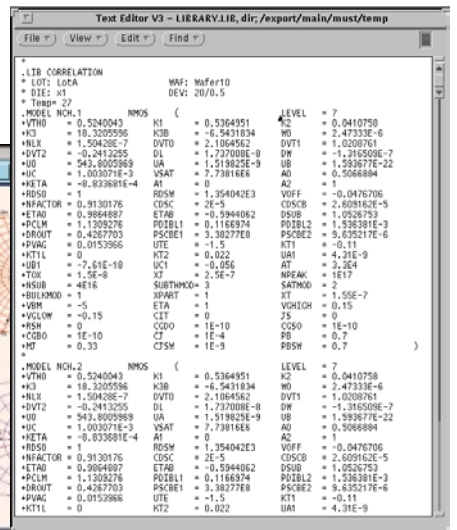 Text Editor V3 - LIBRARY.LIB, dir; /export/main/must/temp
File View Edit Find
*
.LIB CORRELATION
* LOT: LotA WAF: Wafer10
* DIE: x1 DEV: 20/0.5
* Temp= 27
.MODEL NCH.1 NMOS ( LEVEL = 7
+VTH0 = 0.5240043 K1 = 0.5364951 K2 = 0.0410758
+K3 = 18.3205596 K3B = -6.5431834 W0 = 2.47333E-6
+NLX = 1.50428E-7 DVT0 = 2.1064562 DVT1 = 1.0208761
+DVT2 = -0.2413255 DL = 1.737008E-8 DW = -1.316509E-7
+U0 = 543.8005969 UA = 1.519825E-9 UB = 1.593677E-22
+UC = 1.003071E-3 VSAT = 7.73816E6 A0 = 0.5066884
+KETA = -8.833681E-4 A1 = 0 A2 = 1
+RDS0 = 1 RDSW = 1.354042E3 VOFF = -0.0476706
+NFACTOR = 0.9130176 CDSC = 2E-5 CDSCB = 2.609162E-5
+ETA0 = 0.9864887 ETAB = -0.5944062 DSUB = 1.0526753
+PCLM = 1.1309276 PDIBL1 = 0.1166974 PDIBL2 = 1.536381E-3
+DROUT = 0.4267703 PSCBE1 = 3.38277E8 PSCBE2 = 9.635217E-6
+PVAG = 0.0153966 UTE = -1.5 KT1 = -0.11
+KT1L = 0 KT2 = 0.022 UA1 = 4.31E-9
+UB1 = -7.61E-18 UC1 = -0.056 AT = 3.3E4
+TOX = 1.5E-8 XJ = 2.5E-7 NPEAK = 1E17
+NSUB = 4E16 SUBTHMOD= 3 SATMOD = 2
+BULKMOD = 1 XPART = 1 XT = 1.55E-7
+VBM = -5 ETA = 1 VGHIGH = 0.15
+VGLOW = -0.15 CIT = 0 JS = 0
+RSH = 0 CGDO = 1E-10 CGSO = 1E-10
+CGBO = 1E-10 CJ = 1E-4 PB = 0.7
+MJ = 0.33 CJSW = 1E-9 PBSW = 0.7 )
*
.MODEL NCH.2 NMOS ( LEVEL = 7
+VTH0 = 0.5240043 K1 = 0.5364951 K2 = 0.0410758
+K3 = 18.3205596 K3B = -6.5431834 W0 = 2.47333E-6
+NLX = 1.50428E-7 DVT0 = 2.1064562 DVT1 = 1.0208761
+DVT2 = -0.2413255 DL = 1.737008E-8 DW = -1.316509E-7
+U0 = 543.8005969 UA = 1.519825E-9 UB = 1.593677E-22
+UC = 1.003071E-3 VSAT = 7.73816E6 A0 = 0.5066884
+KETA = -8.833681E-4 A1 = 0 A2 = 1
+RDS0 = 1 RDSW = 1.354042E3 VOFF = -0.0476706
+NFACTOR = 0.9130176 CDSC = 2E-5 CDSCB = 2.609162E-5
+ETA0 = 0.9864887 ETAB = -0.5944062 DSUB = 1.0526753
+PCLM = 1.1309276 PDIBL1 = 0.1166974 PDIBL2 = 1.536381E-3
+DROUT = 0.4267703 PSCBE1 = 3.38277E8 PSCBE2 = 9.635217E-6
+PVAG = 0.0153966 UTE = -1.5 KT1 = -0.11
+KT1L = 0 KT2 = 0.022 UA1 = 4.31E-9